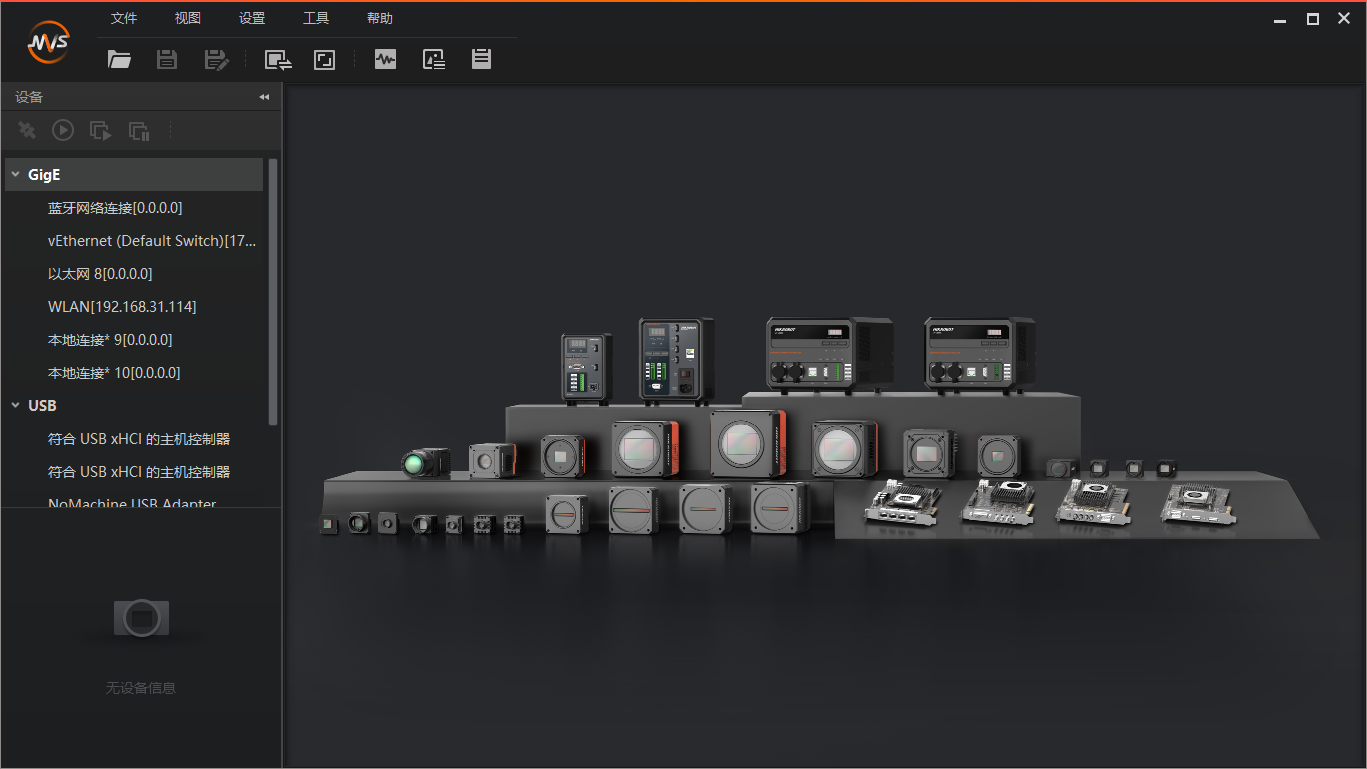 MVS
文件 视图 设置 工具 帮助
设备
GigE
蓝牙网络连接[0.0.0.0]
vEthernet (Default Switch)[17...
以太网 8[0.0.0.0]
WLAN[192.168.31.114]
本地连接* 9[0.0.0.0]
本地连接* 10[0.0.0.0]
USB
符合 USB xHCI 的主机控制器
符合 USB xHCI 的主机控制器
NoMachine USB Adapter
无设备信息
HIKROBOT
HIKROBOT